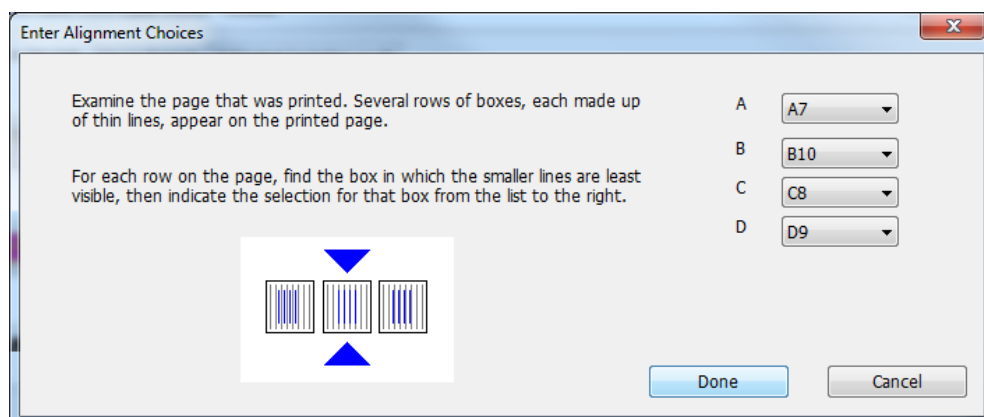 Enter Alignment Choices
Examine the page that was printed. Several rows of boxes, each made up
of thin lines, appear on the printed page.
For each row on the page, find the box in which the smaller lines are least
visible, then indicate the selection for that box from the list to the right.
A A7
B B10
C C8
D D9
Done Cancel